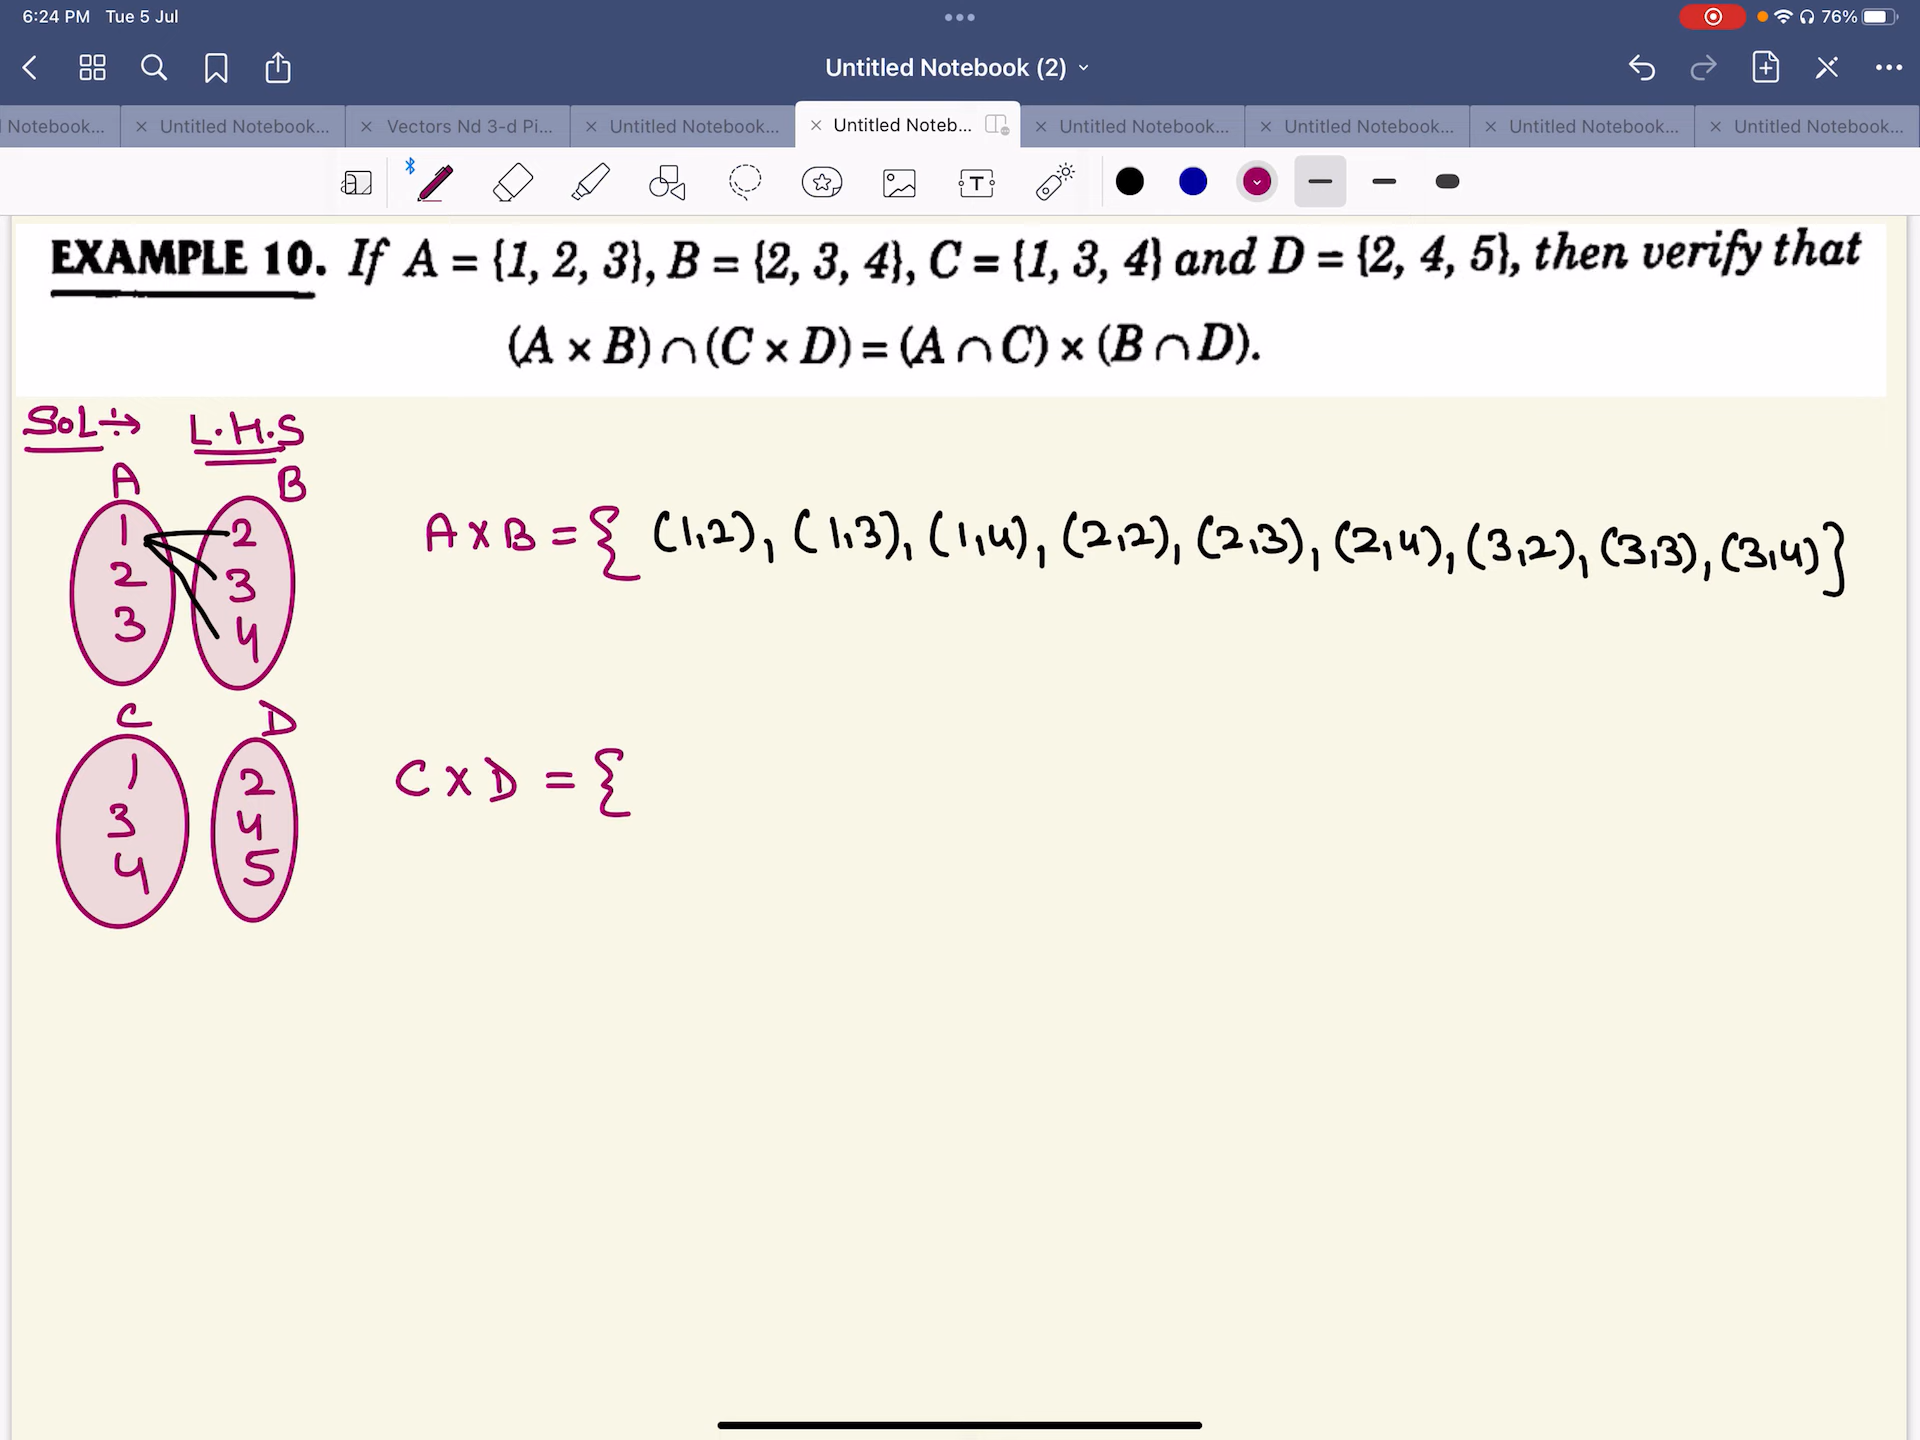 6:24 PM Tue 5 Jul
76%
Untitled Notebook (2)
Notebook... Untitled Notebook... Vectors Nd 3-d Pi... Untitled Notebook... Untitled Noteb... Untitled Notebook... Untitled Notebook... Untitled Notebook... Untitled Notebook...
EXAMPLE 10. If A = {1, 2, 3}, B = {2, 3, 4}, C = {1, 3, 4} and D = {2, 4, 5}, then verify that
(A × B) ∩ (C × D) = (A ∩ C) × (B ∩ D).
SOL ÷→ L.H.S
A B
1 2
2 3
3 4
A × B = { (1,2), (1,3), (1,4), (2,2), (2,3), (2,4), (3,2), (3,3), (3,4) }
C D
1 2
3 4
4 5
C × D = {